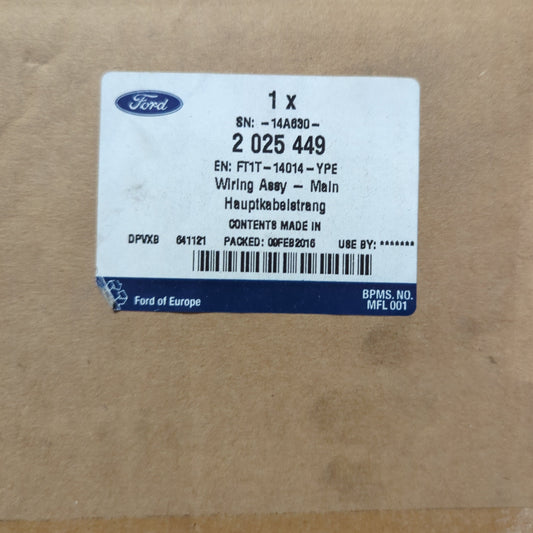 Ford
1 x
SN: -14A630-
2 025 449
EN: FT1T-14014-YPE
Wiring Assy - Main
Hauptkabelstrang
CONTENTS MADE IN
DPVXB 641121 PACKED: 09FEB2016 USE BY: *******
Ford of Europe
BPMS. NO.
MFL 001